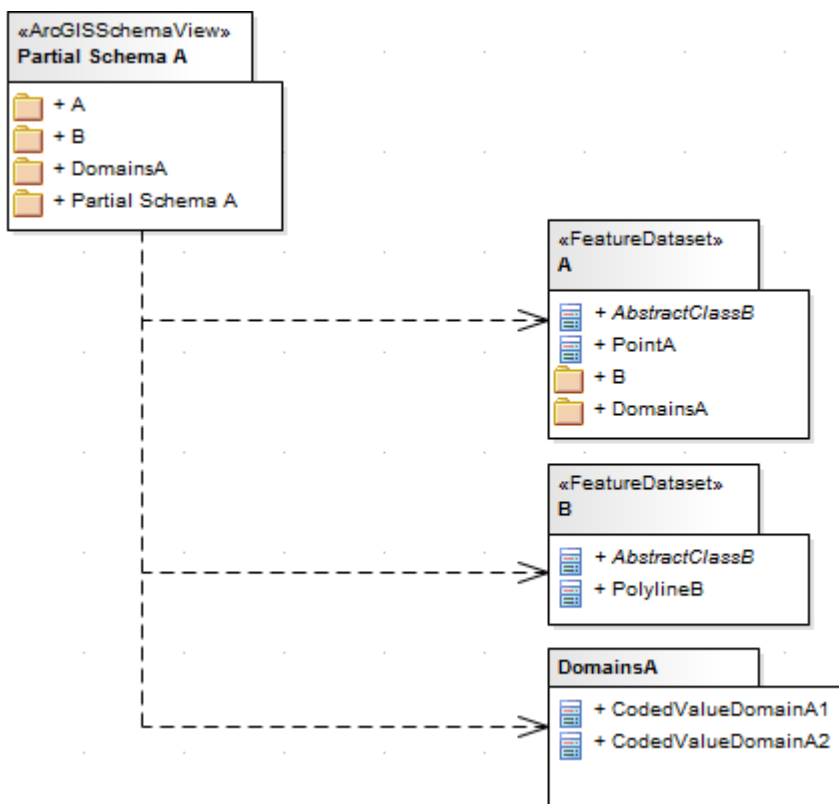 «ArcGISSchemaView»
Partial Schema A
+ A
+ B
+ DomainsA
+ Partial Schema A
«FeatureDataset»
A
+ AbstractClassB
+ PointA
+ B
+ DomainsA
«FeatureDataset»
B
+ AbstractClassB
+ PolylineB
DomainsA
+ CodedValueDomainA1
+ CodedValueDomainA2